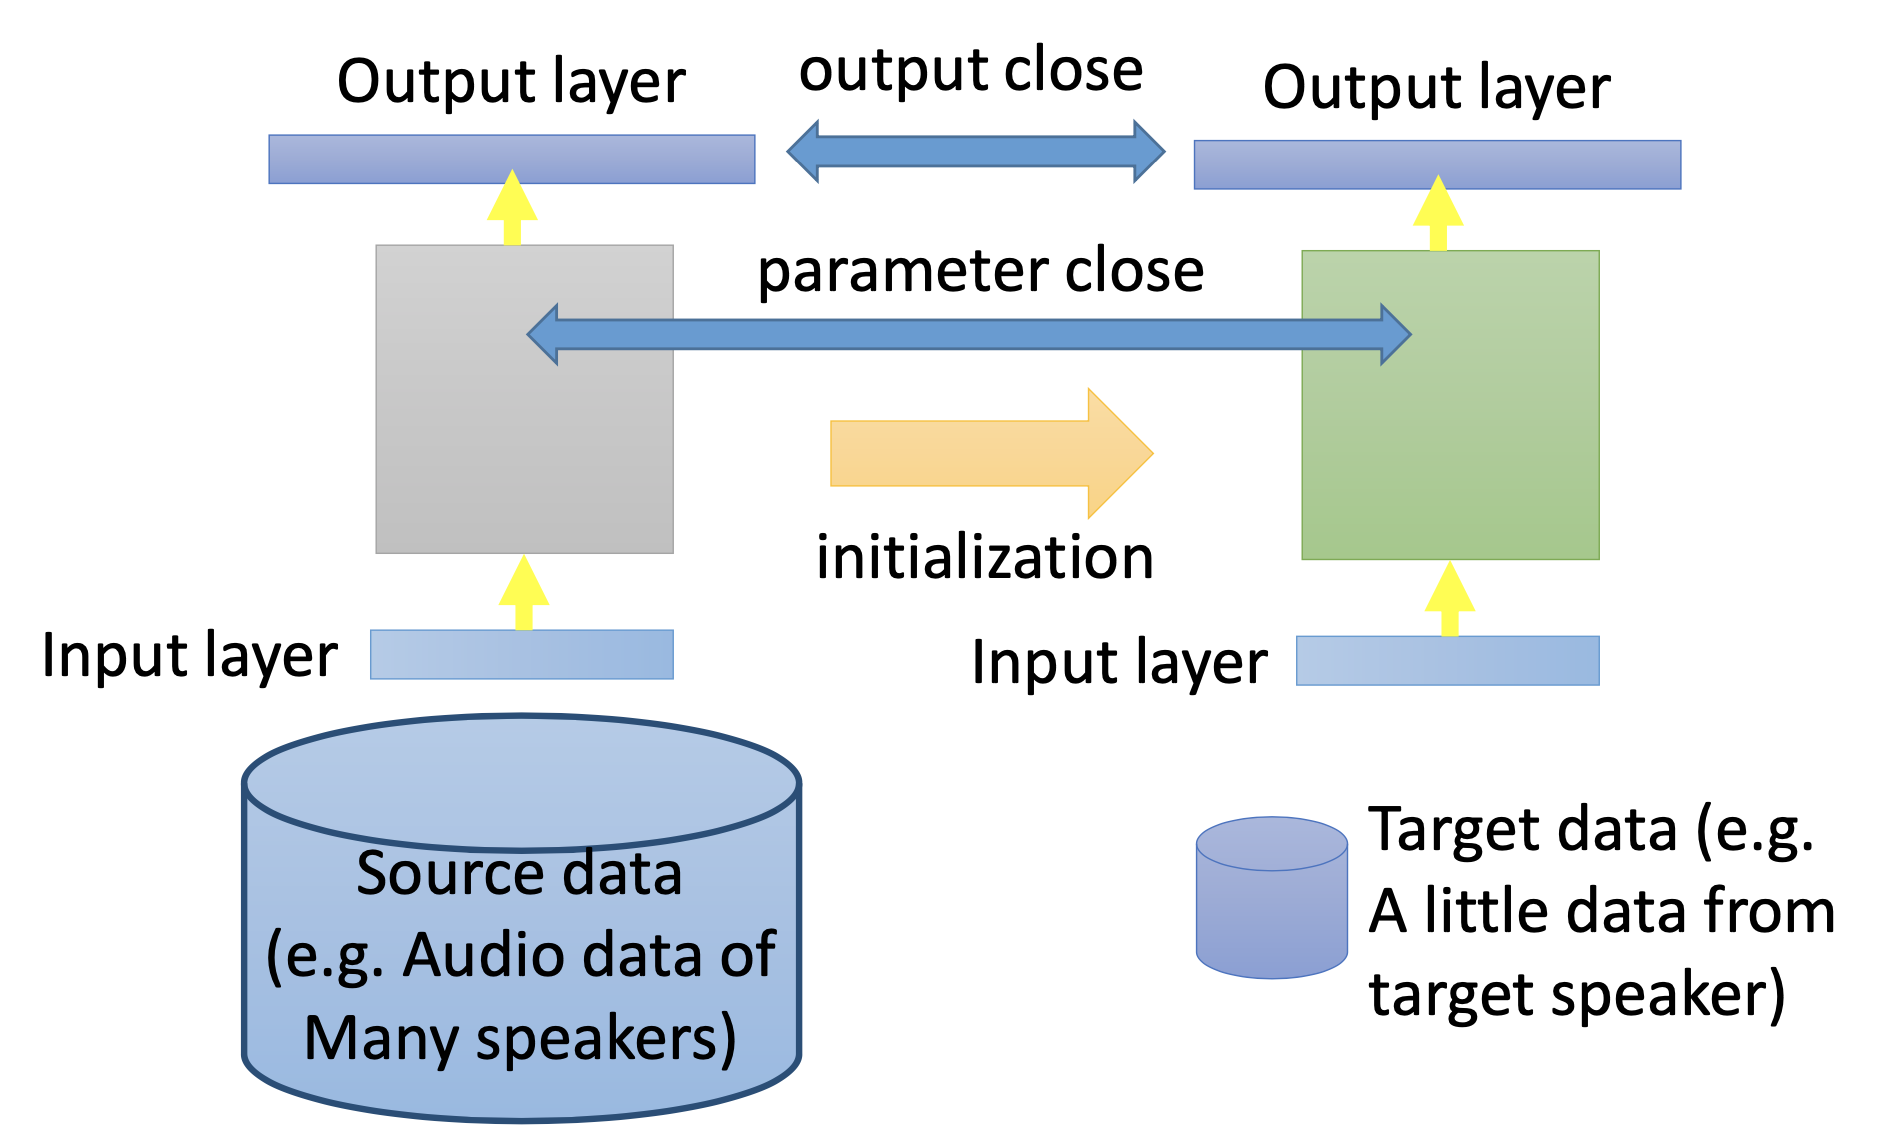 Output layer
output close
Output layer
parameter close
initialization
Input layer
Input layer
Source data
(e.g. Audio data of
Many speakers)
Target data (e.g.
A little data from
target speaker)